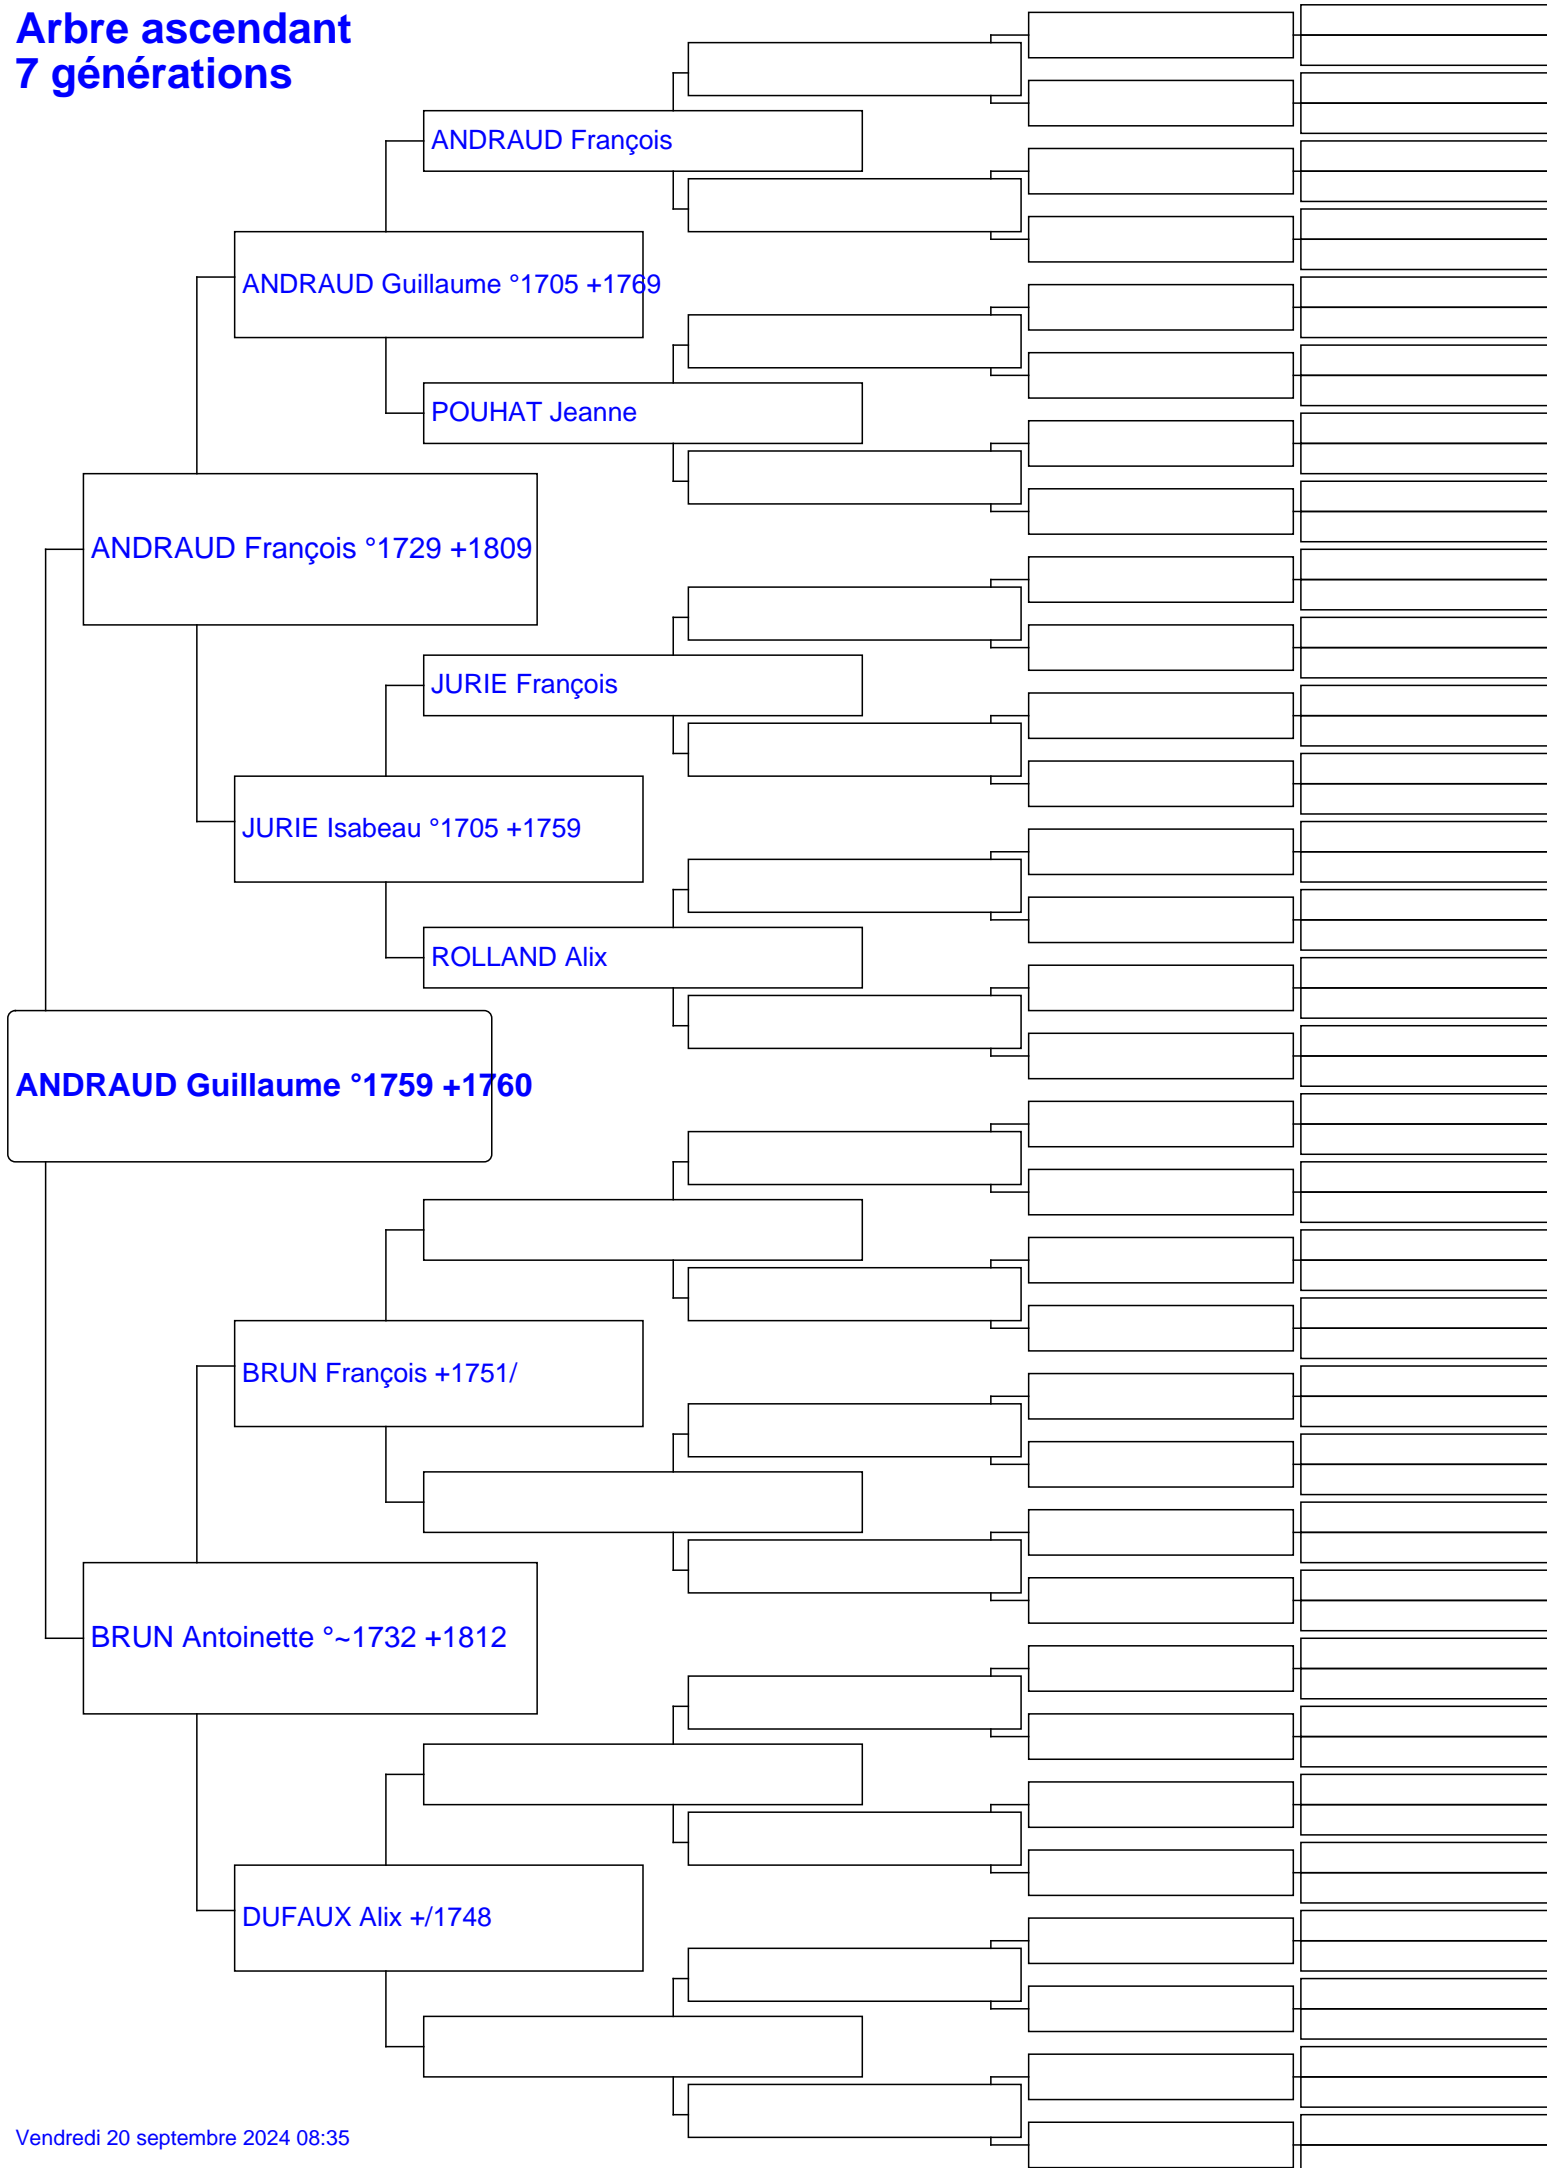 Arbre ascendant
7 générations
ANDRAUD François
ANDRAUD Guillaume °1705 +1769
POUHAT Jeanne
ANDRAUD François °1729 +1809
JURIE François
JURIE Isabeau °1705 +1759
ROLLAND Alix
ANDRAUD Guillaume °1759 +1760
BRUN François +1751/
BRUN Antoinette °~1732 +1812
DUFAUX Alix +/1748
Vendredi 20 septembre 2024 08:35